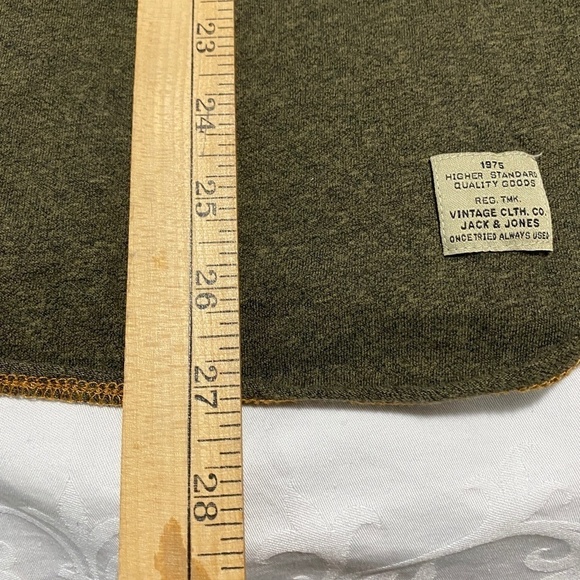 23
24
25
26
27
28
1975
HIGHER STANDARD
QUALITY GOODS
REG. TMK.
VINTAGE CLTH. CO.
JACK & JONES
ONCE TRIED ALWAYS USED